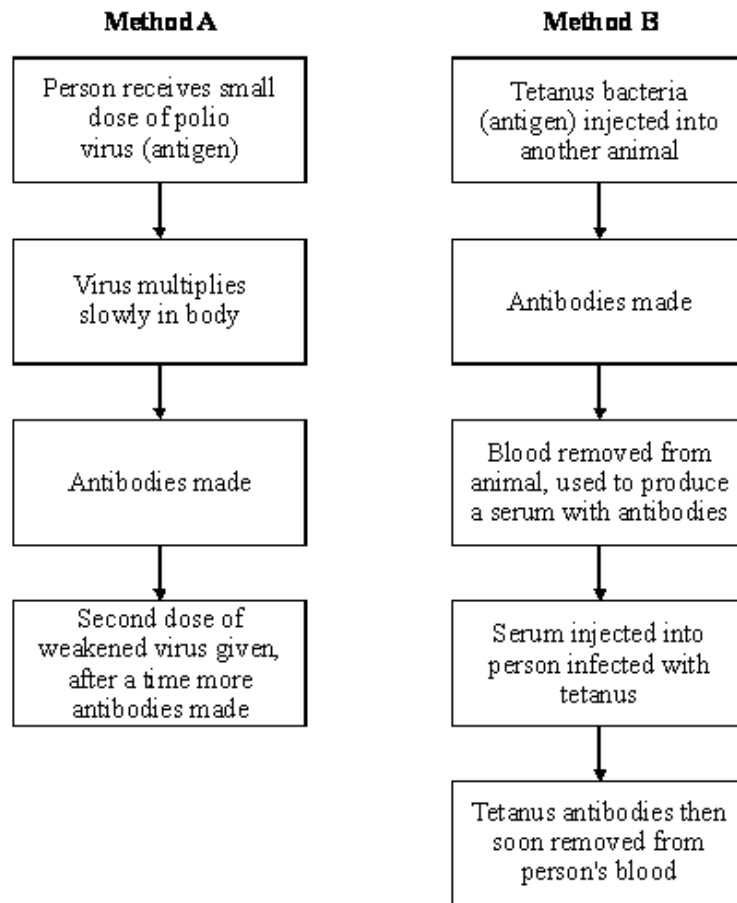 Method A
Person receives small
dose of polio
virus (antigen)
Virus multiplies
slowly in body
Antibodies made
Second dose of
weakened virus given,
after a time more
antibodies made
Method B
Tetanus bacteria
(antigen) injected into
another animal
Antibodies made
Blood removed from
animal, used to produce
a serum with antibodies
Serum injected into
person infected with
tetanus
Tetanus antibodies then
soon removed from
person's blood